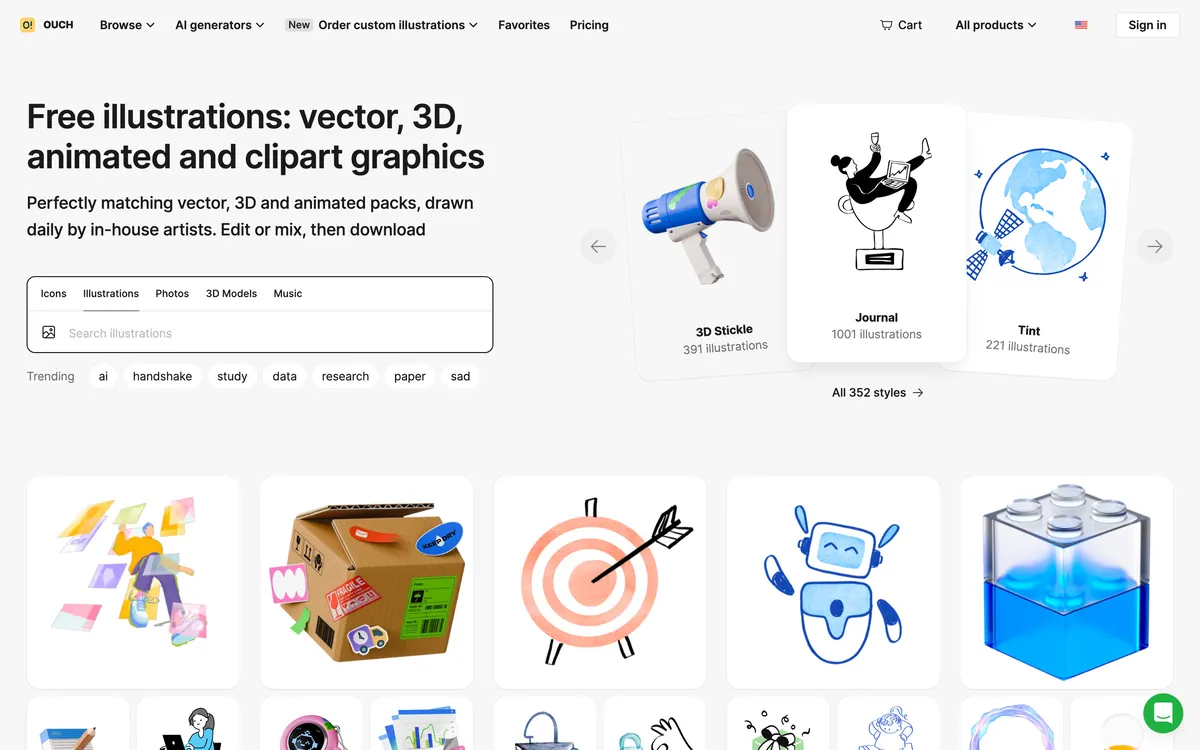 O! OUCH
Browse
AI generators
New Order custom illustrations
Favorites
Pricing
Cart
All products
Sign in
Free illustrations: vector, 3D,
animated and clipart graphics
Perfectly matching vector, 3D and animated packs, drawn
daily by in-house artists. Edit or mix, then download
Icons
Illustrations
Photos
3D Models
Music
Search illustrations
Trending
ai
handshake
study
data
research
paper
sad
3D Stickle
391 illustrations
Journal
1001 illustrations
Tint
221 illustrations
All 352 styles
KEEP DRY
FRAGILE